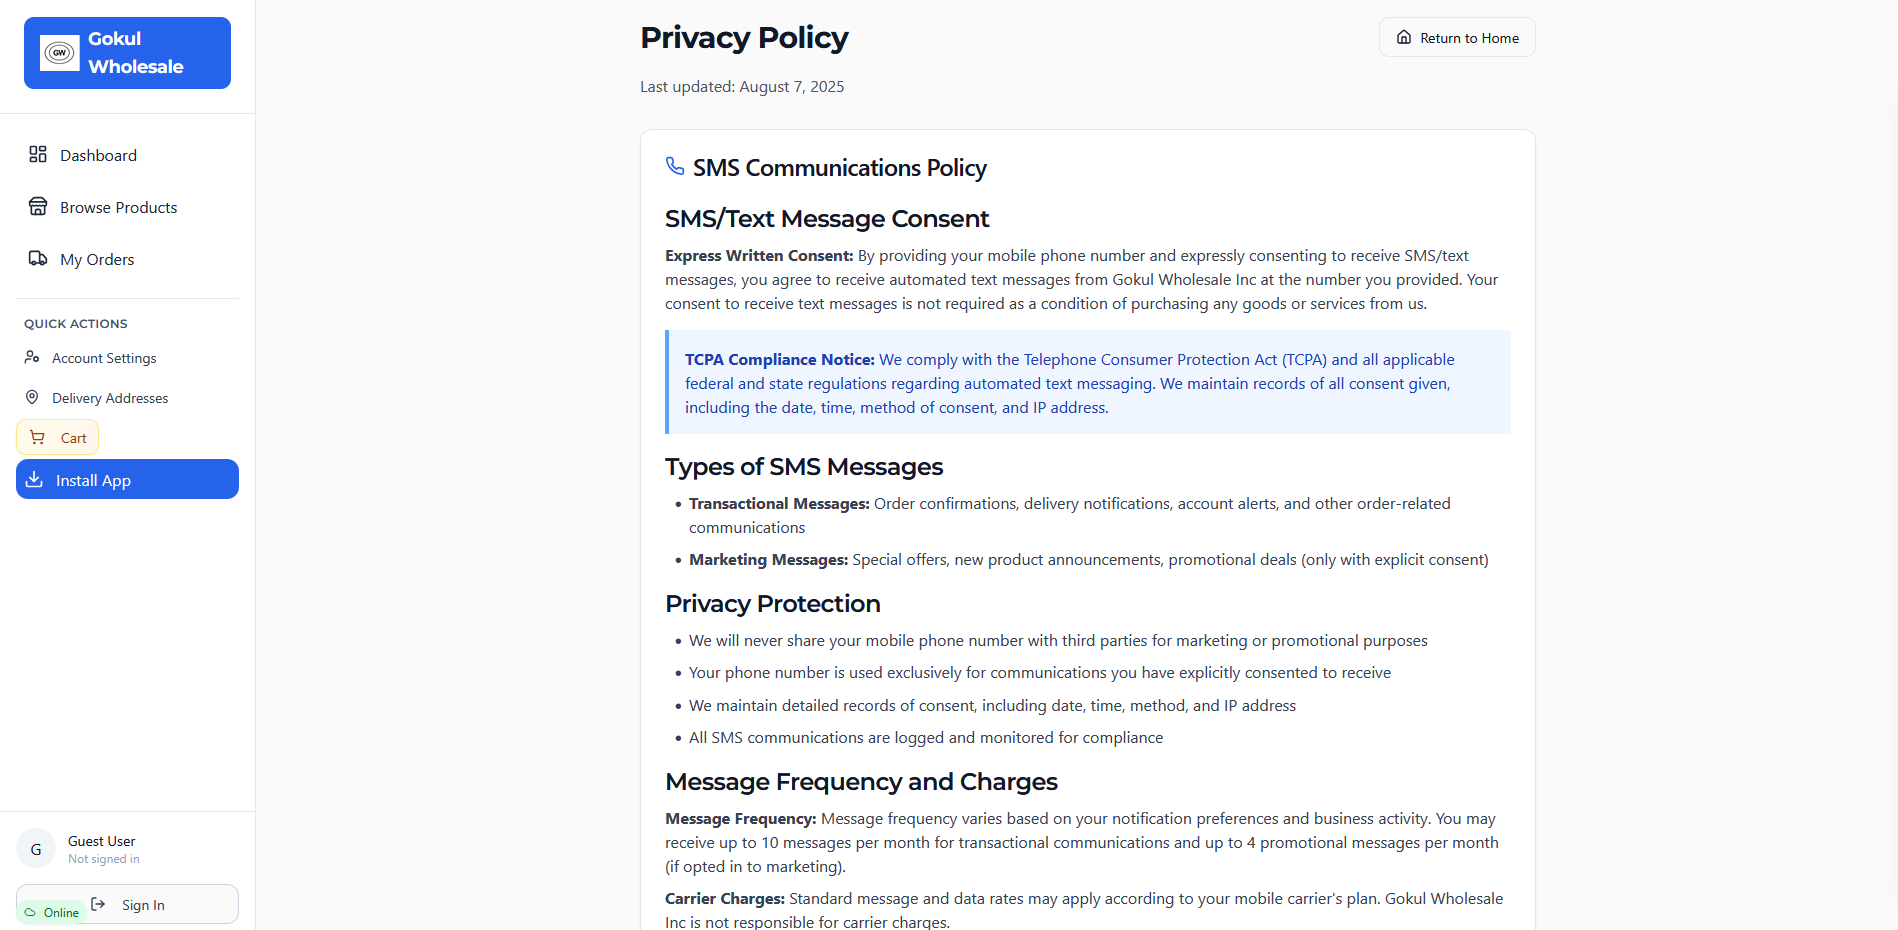 GW
Gokul
Wholesale
Dashboard
Browse Products
My Orders
QUICK ACTIONS
Account Settings
Delivery Addresses
Cart
Install App
G
Guest User
Not signed in
Online
Sign In
Privacy Policy
Return to Home
Last updated: August 7, 2025
SMS Communications Policy
SMS/Text Message Consent
Express Written Consent: By providing your mobile phone number and expressly consenting to receive SMS/text
messages, you agree to receive automated text messages from Gokul Wholesale Inc at the number you provided. Your
consent to receive text messages is not required as a condition of purchasing any goods or services from us.
TCPA Compliance Notice: We comply with the Telephone Consumer Protection Act (TCPA) and all applicable
federal and state regulations regarding automated text messaging. We maintain records of all consent given,
including the date, time, method of consent, and IP address.
Types of SMS Messages
• Transactional Messages: Order confirmations, delivery notifications, account alerts, and other order-related
communications
• Marketing Messages: Special offers, new product announcements, promotional deals (only with explicit consent)
Privacy Protection
• We will never share your mobile phone number with third parties for marketing or promotional purposes
• Your phone number is used exclusively for communications you have explicitly consented to receive
• We maintain detailed records of consent, including date, time, method, and IP address
• All SMS communications are logged and monitored for compliance
Message Frequency and Charges
Message Frequency: Message frequency varies based on your notification preferences and business activity. You may
receive up to 10 messages per month for transactional communications and up to 4 promotional messages per month
(if opted in to marketing).
Carrier Charges: Standard message and data rates may apply according to your mobile carrier's plan. Gokul Wholesale
Inc is not responsible for carrier charges.